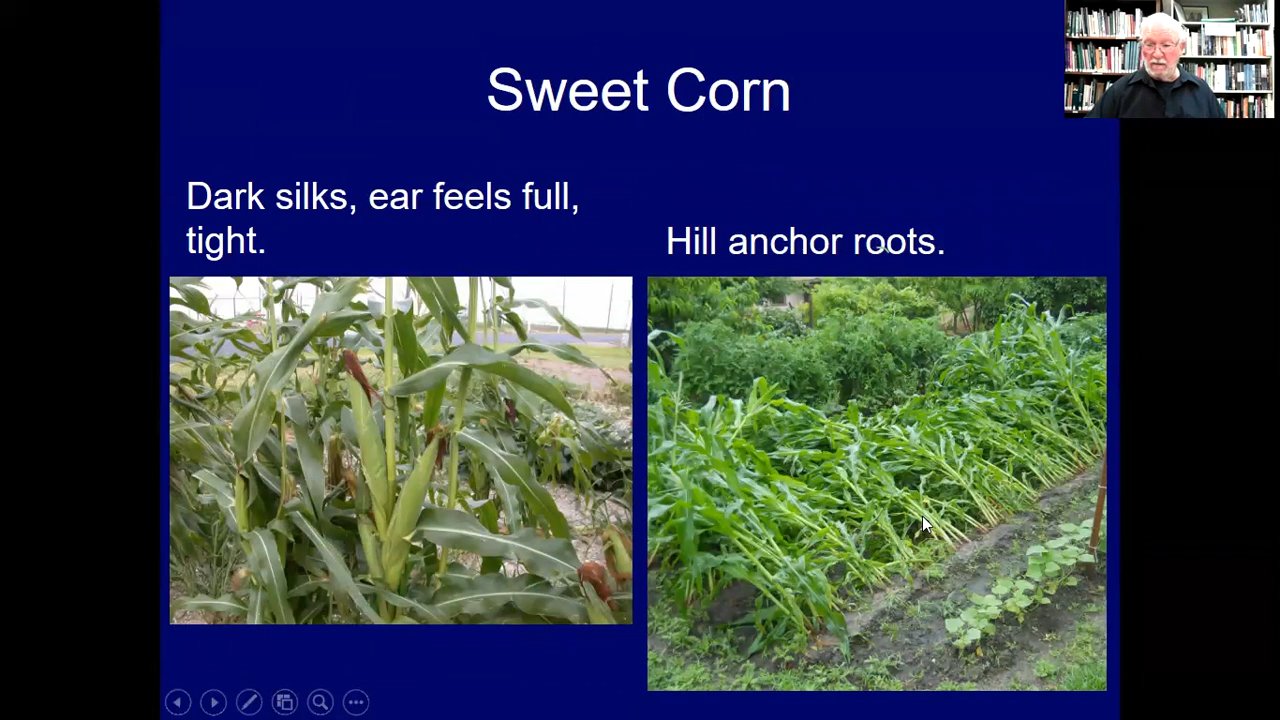 Sweet Corn
Dark silks, ear feels full,
tight.
Hill anchor roots.